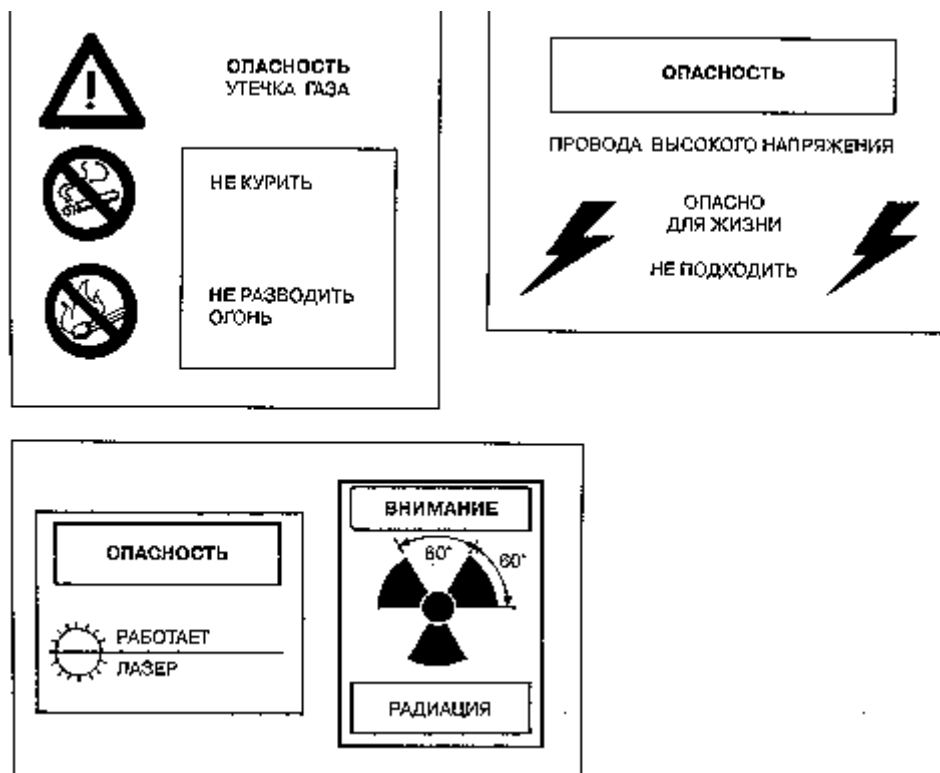 ОПАСНОСТЬ
УТЕЧКА ГАЗА
НЕ КУРИТЬ
НЕ РАЗВОДИТЬ
ОГОНЬ
ОПАСНОСТЬ
ПРОВОДА ВЫСОКОГО НАПРЯЖЕНИЯ
ОПАСНО
ДЛЯ ЖИЗНИ
НЕ ПОДХОДИТЬ
ОПАСНОСТЬ
РАБОТАЕТ
ЛАЗЕР
ВНИМАНИЕ
60°
60°
РАДИАЦИЯ